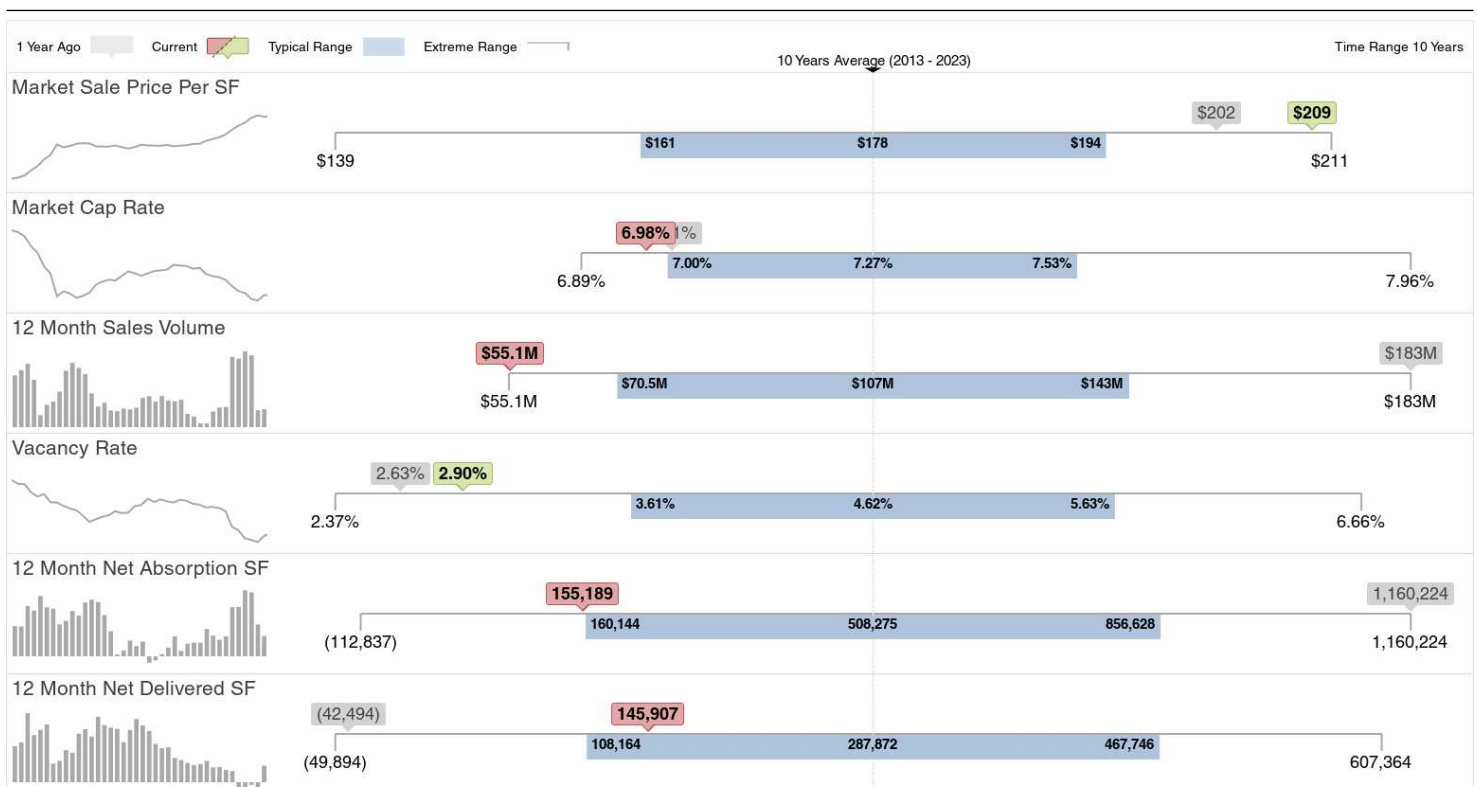 1 Year Ago Current Typical Range Extreme Range Time Range 10 Years
10 Years Average (2013 - 2023)
Market Sale Price Per SF
$202 $209
$161 $178 $194
$139 $211
Market Cap Rate
6.98% 1%
7.00% 7.27% 7.53%
6.89% 7.96%
12 Month Sales Volume
$55.1M $183M
$70.5M $107M $143M
$55.1M $183M
Vacancy Rate
2.63% 2.90%
3.61% 4.62% 5.63%
2.37% 6.66%
12 Month Net Absorption SF
155,189 1,160,224
160,144 508,275 856,628
(112,837) 1,160,224
12 Month Net Delivered SF
(42,494) 145,907
108,164 287,872 467,746
(49,894) 607,364